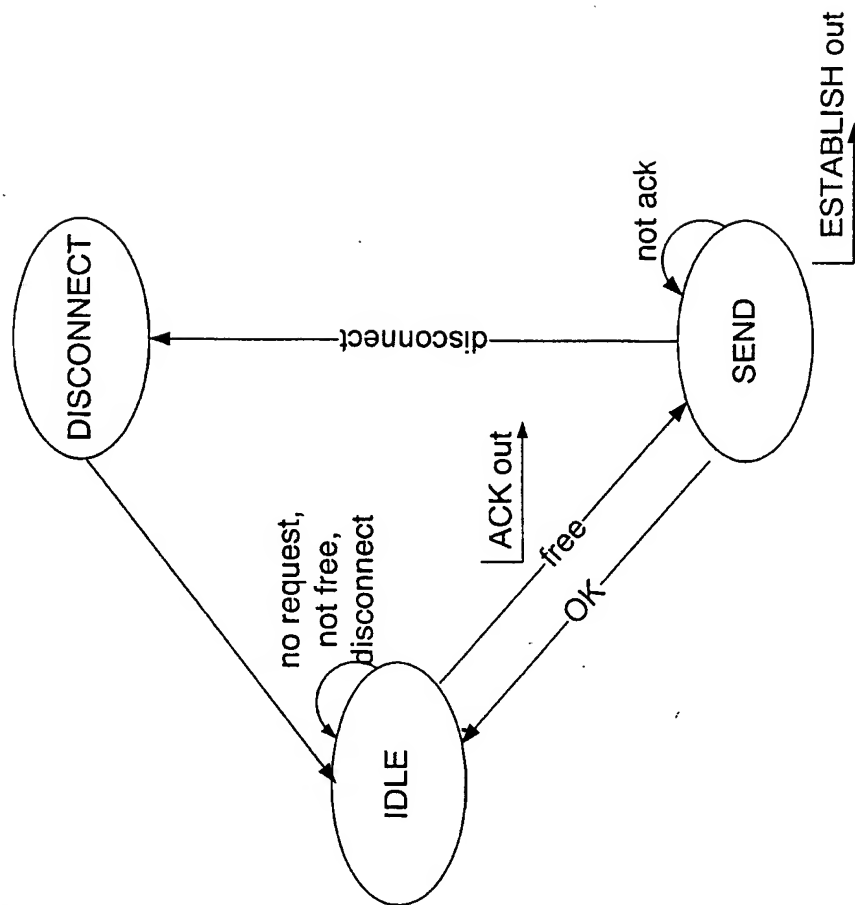 DISCONNECT
disconnect
no request,
not free,
disconnect
IDLE
ACK out
free
OK
not ack
SEND
ESTABLISH out